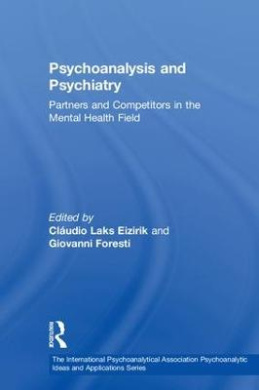 Psychoanalysis and
Psychiatry
Partners and Competitors in the
Mental Health Field
Edited by
Cláudio Laks Eizirik and
Giovanni Foresti
ROUTLEDGE
The International Psychoanalytical Association Psychoanalytic
Ideas and Applications Series